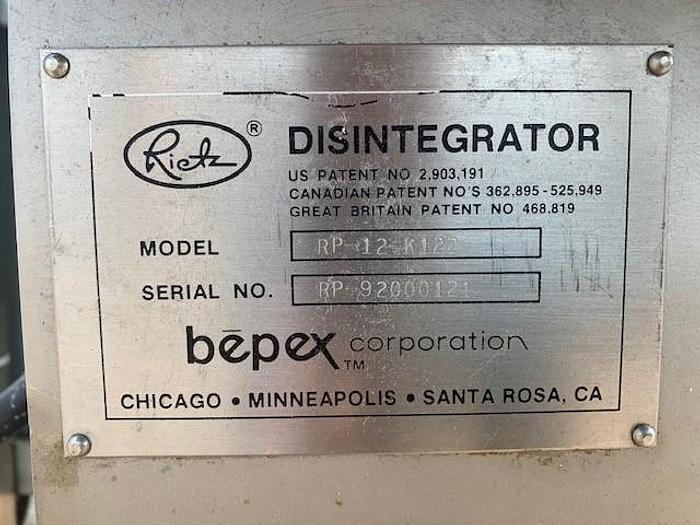 Rietz ® DISINTEGRATOR
US PATENT NO 2,903,191
CANADIAN PATENT NO'S 362,895 - 525,949
GREAT BRITAIN PATENT NO 468,819
MODEL RP 12 K122
SERIAL NO. RP 92000121
bēpex corporation ™
CHICAGO • MINNEAPOLIS • SANTA ROSA, CA